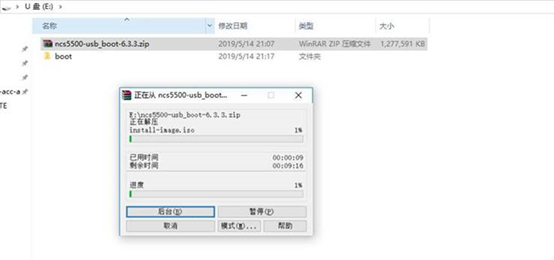 U 盘 (E:)
名称 修改日期 类型 大小
ncs5500-usb_boot-6.3.3.zip 2019/5/14 21:07 WinRAR ZIP 压缩文件 1,277,591 KB
boot 2019/5/14 21:17 文件夹
-acc-a
TE
正在从 ncs5500-usb_boot...
E:\ncs5500-usb_boot-6.3.3.zip
正在解压
install-image.iso 1%
已用时间 00:00:09
剩余时间 00:09:16
进度 1%
后台(B) 暂停(P)
取消 模式(M)... 帮助